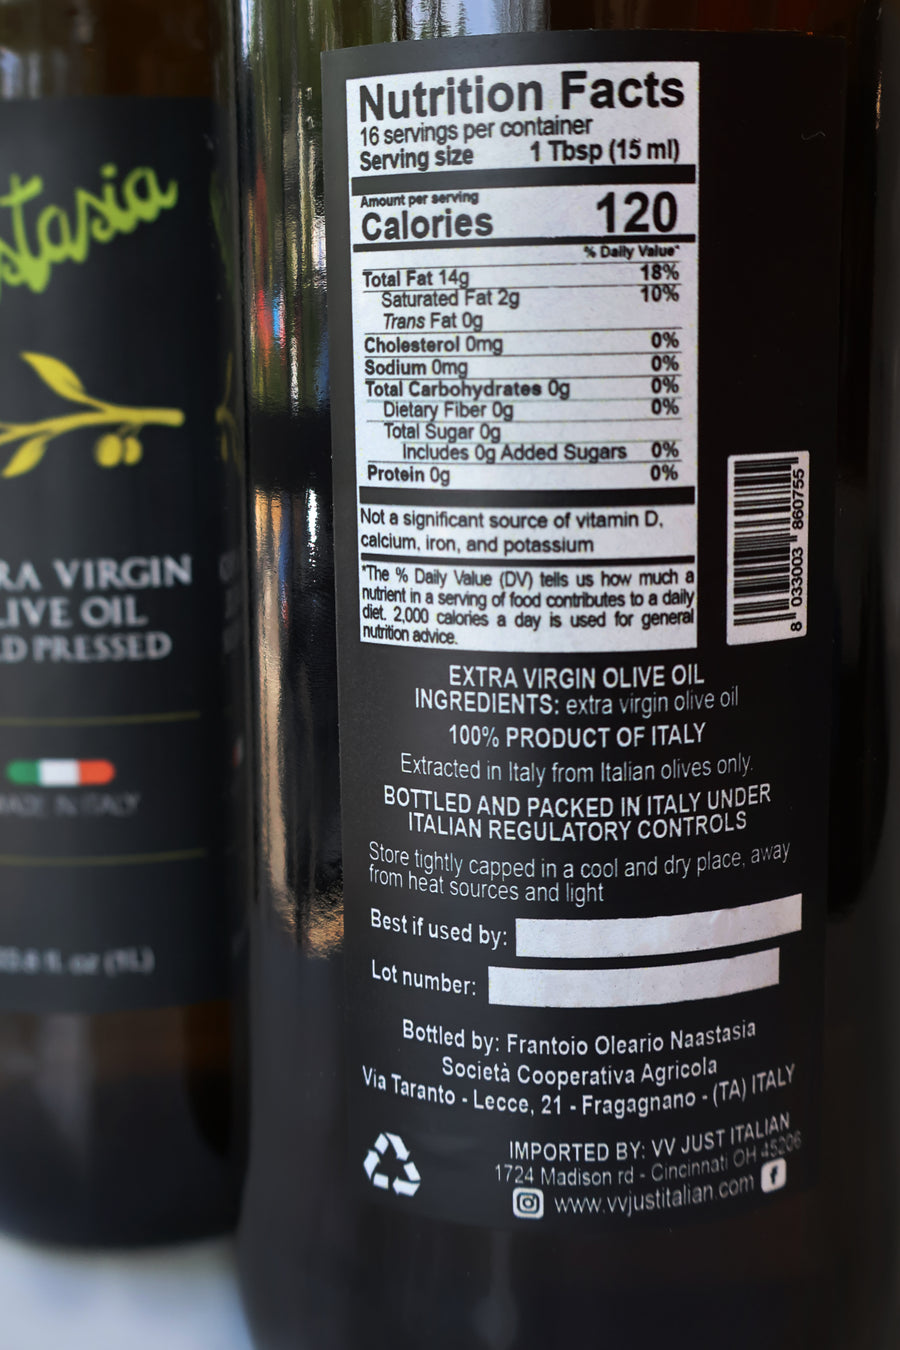 Nutrition Facts
16 servings per container
Serving size 1 Tbsp (15 ml)
Amount per serving
Calories 120
% Daily Value*
Total Fat 14g 18%
Saturated Fat 2g 10%
Trans Fat 0g
Cholesterol 0mg 0%
Sodium 0mg 0%
Total Carbohydrates 0g 0%
Dietary Fiber 0g 0%
Total Sugar 0g
Includes 0g Added Sugars 0%
Protein 0g 0%
Not a significant source of vitamin D,
calcium, iron, and potassium
*The % Daily Value (DV) tells us how much a
nutrient in a serving of food contributes to a daily
diet. 2,000 calories a day is used for general
nutrition advice.
8 033003 860755
EXTRA VIRGIN OLIVE OIL
INGREDIENTS: extra virgin olive oil
100% PRODUCT OF ITALY
Extracted in Italy from Italian olives only.
BOTTLED AND PACKED IN ITALY UNDER
ITALIAN REGULATORY CONTROLS
Store tightly capped in a cool and dry place, away
from heat sources and light
Best if used by:
Lot number:
Bottled by: Frantoio Oleario Naastasia
Società Cooperativa Agricola
Via Taranto - Lecce, 21 - Fragagnano - (TA) ITALY
IMPORTED BY: VV JUST ITALIAN
1724 Madison rd - Cincinnati OH 45206
www.vvjustitalian.com
stasia
RA VIRGIN
LIVE OIL
LD PRESSED
MADE IN ITALY
fl oz (1L)